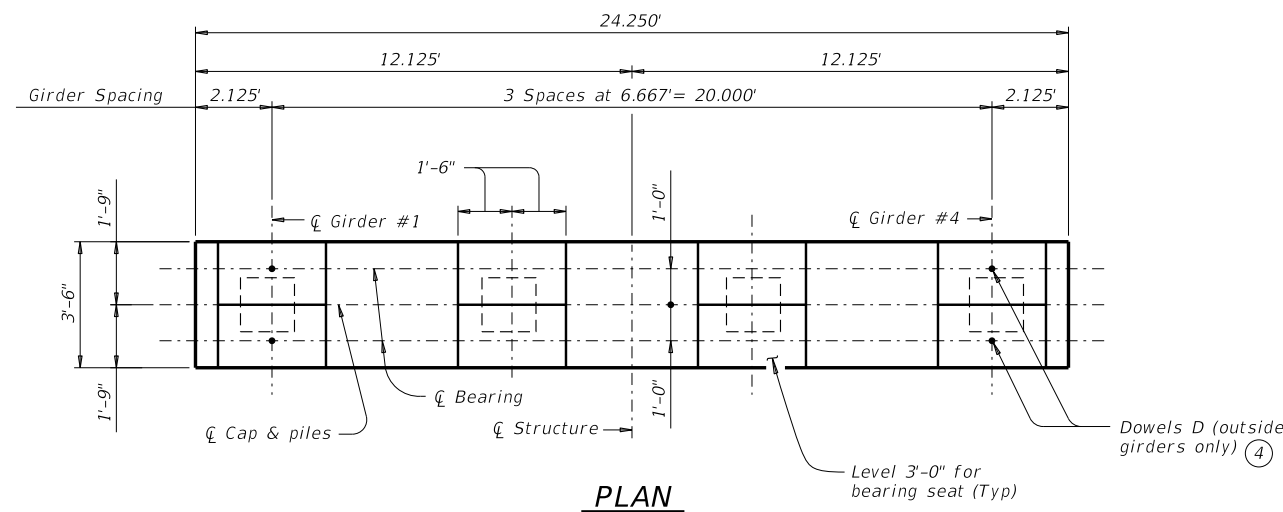 24.250'
12.125'
12.125'
Girder Spacing
2.125'
3 Spaces at 6.667'= 20.000'
2.125'
1'-6"
1'-9"
1'-0"
℄ Girder #1
℄ Girder #4
3'-6"
1'-9"
1'-0"
℄ Bearing
℄ Cap & piles
℄ Structure
Dowels D (outside
girders only) 4
Level 3'-0" for
bearing seat (Typ)
PLAN